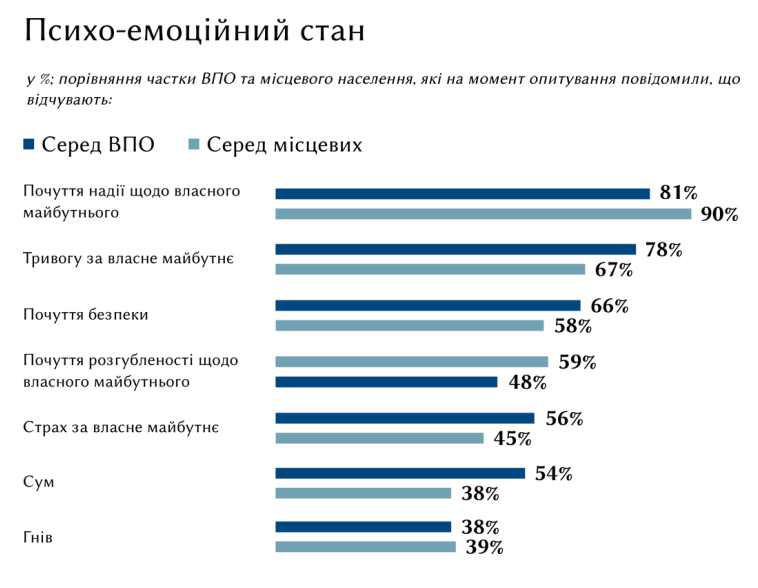 Психо-емоційний стан
у %; порівняння частки ВПО та місцевого населення, які на момент опитування повідомили, що
відчувають:
Серед ВПО Серед місцевих
Почуття надії щодо власного
майбутнього
81%
90%
Тривогу за власне майбутнє
78%
67%
Почуття безпеки
66%
58%
Почуття розгубленості щодо
власного майбутнього
59%
48%
Страх за власне майбутнє
56%
45%
Сум
54%
38%
Гнів
38%
39%